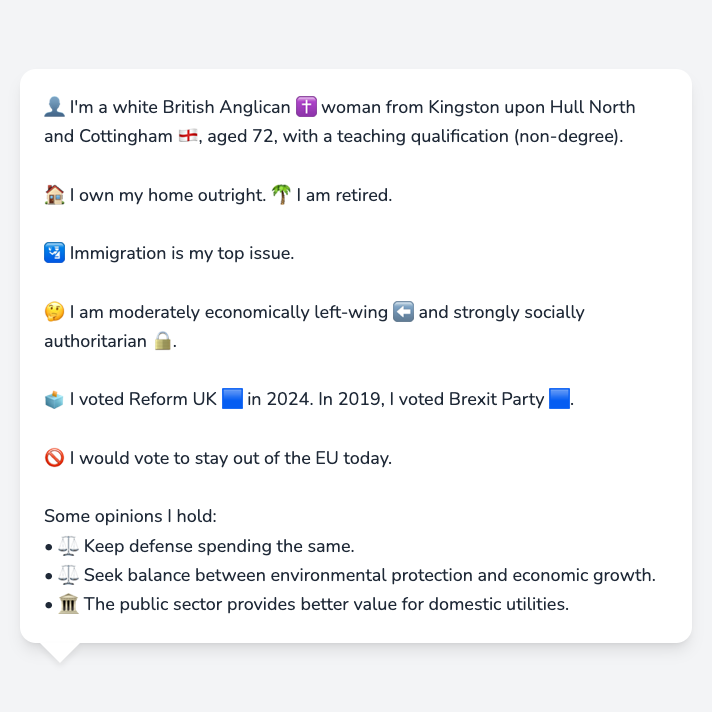 👤 I'm a white British Anglican ✝️ woman from Kingston upon Hull North
and Cottingham 🏴󠁧󠁢󠁥󠁮󠁧󠁿, aged 72, with a teaching qualification (non-degree).
🏠 I own my home outright. 🌴 I am retired.
🛂 Immigration is my top issue.
🤔 I am moderately economically left-wing ⬅️ and strongly socially
authoritarian 🔒.
🗳️ I voted Reform UK 🟦 in 2024. In 2019, I voted Brexit Party 🟦.
🚫 I would vote to stay out of the EU today.
Some opinions I hold:
• ⚖️ Keep defense spending the same.
• ⚖️ Seek balance between environmental protection and economic growth.
• 🏛️ The public sector provides better value for domestic utilities.